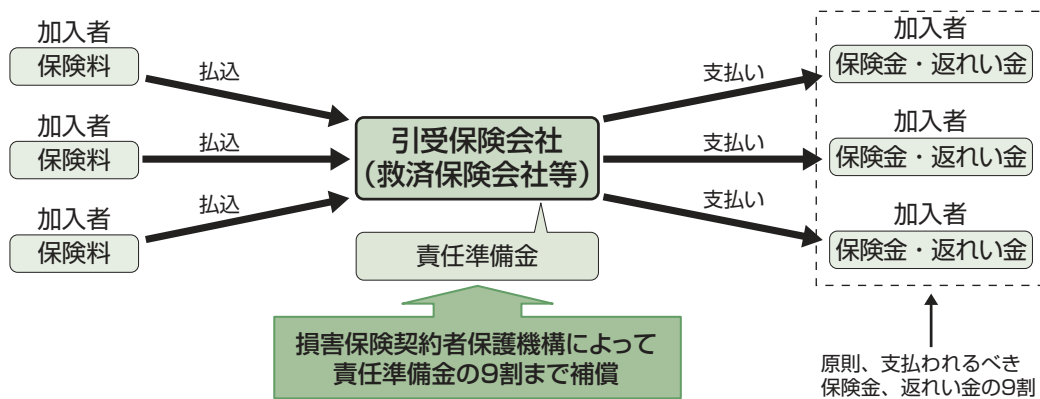 加入者
保険料
払込
加入者
保険料
払込
加入者
保険料
払込
引受保険会社
（救済保険会社等）
責任準備金
損害保険契約者保護機構によって
責任準備金の9割まで補償
支払い
加入者
保険金・返れい金
支払い
加入者
保険金・返れい金
支払い
加入者
保険金・返れい金
原則、支払われるべき
保険金、返れい金の9割